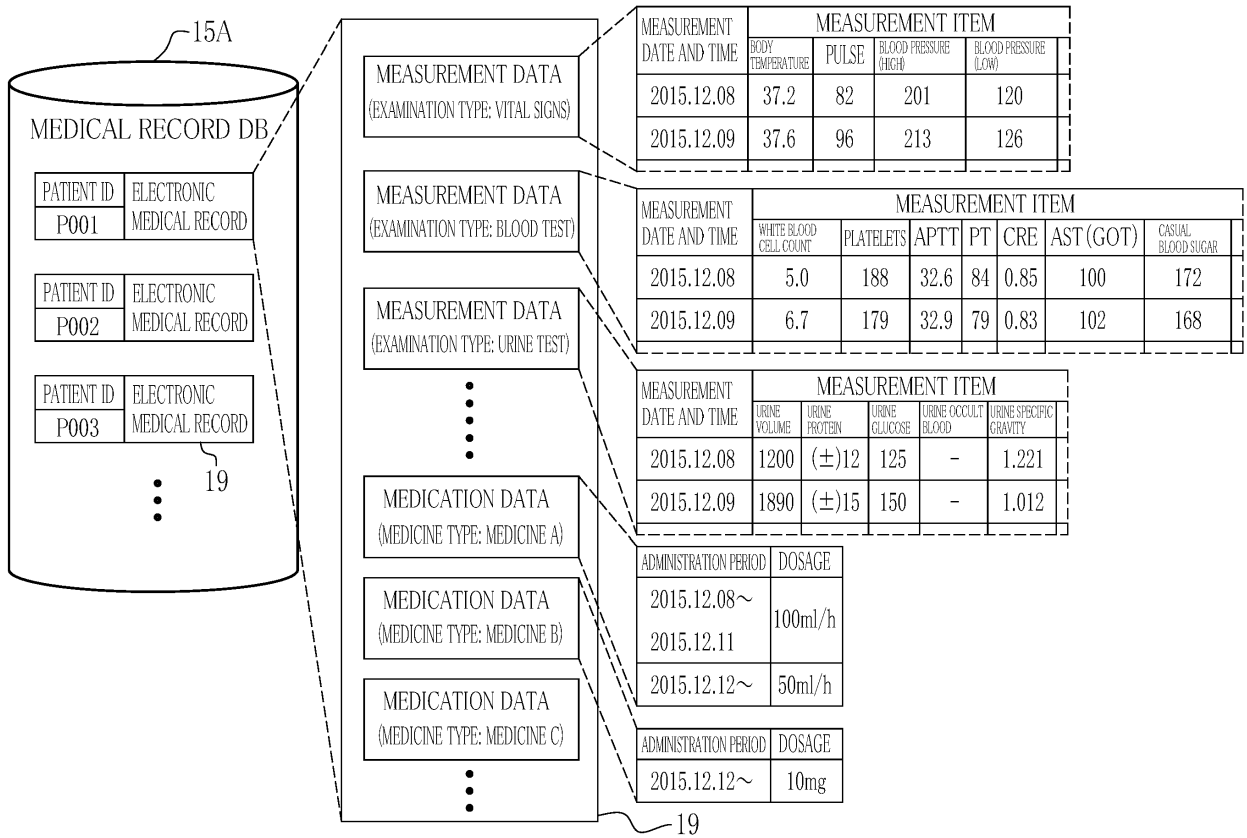 15A
MEDICAL RECORD DB
PATIENT ID
P001
ELECTRONIC
MEDICAL RECORD
PATIENT ID
P002
ELECTRONIC
MEDICAL RECORD
PATIENT ID
P003
ELECTRONIC
MEDICAL RECORD
19
MEASUREMENT DATA
(EXAMINATION TYPE: VITAL SIGNS)
MEASUREMENT DATA
(EXAMINATION TYPE: BLOOD TEST)
MEASUREMENT DATA
(EXAMINATION TYPE: URINE TEST)
MEDICATION DATA
(MEDICINE TYPE: MEDICINE A)
MEDICATION DATA
(MEDICINE TYPE: MEDICINE B)
MEDICATION DATA
(MEDICINE TYPE: MEDICINE C)
19
MEASUREMENT
DATE AND TIME
MEASUREMENT ITEM
BODY
TEMPERATURE
PULSE
BLOOD PRESSURE
(HIGH)
BLOOD PRESSURE
(LOW)
2015.12.08 37.2 82 201 120
2015.12.09 37.6 96 213 126
MEASUREMENT
DATE AND TIME
MEASUREMENT ITEM
WHITE BLOOD
CELL COUNT
PLATELETS APTT PT CRE AST (GOT)
CASUAL
BLOOD SUGAR
2015.12.08 5.0 188 32.6 84 0.85 100 172
2015.12.09 6.7 179 32.9 79 0.83 102 168
MEASUREMENT
DATE AND TIME
MEASUREMENT ITEM
URINE
VOLUME
URINE
PROTEIN
URINE
GLUCOSE
URINE OCCULT
BLOOD
URINE SPECIFIC
GRAVITY
2015.12.08 1200 (±)12 125 - 1.221
2015.12.09 1890 (±)15 150 - 1.012
ADMINISTRATION PERIOD DOSAGE
2015.12.08~
2015.12.11
100ml/h
2015.12.12~ 50ml/h
ADMINISTRATION PERIOD DOSAGE
2015.12.12~ 10mg